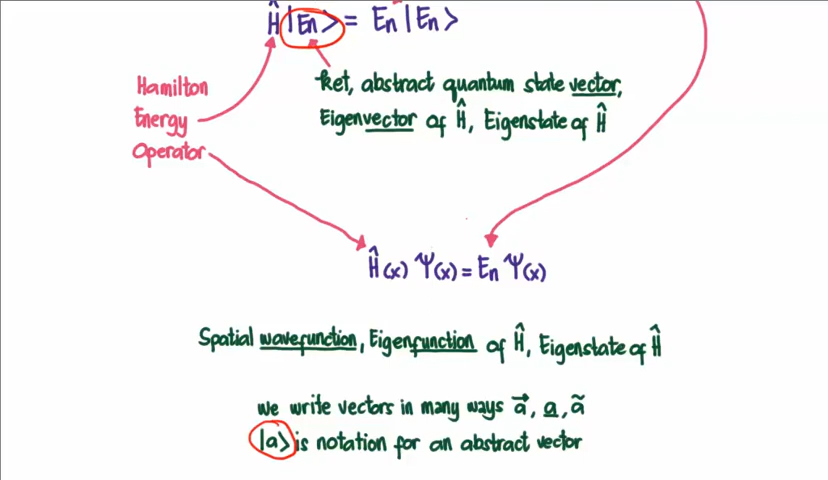 Ĥ|En> = En|En>
Hamilton
Energy
Operator
ket, abstract quantum state vector,
Eigenvector of Ĥ, Eigenstate of Ĥ
Ĥ(x) Ψ(x) = En Ψ(x)
Spatial wavefunction, Eigenfunction of Ĥ, Eigenstate of Ĥ
we write vectors in many ways a⃗, a̲, ã
|a> is notation for an abstract vector